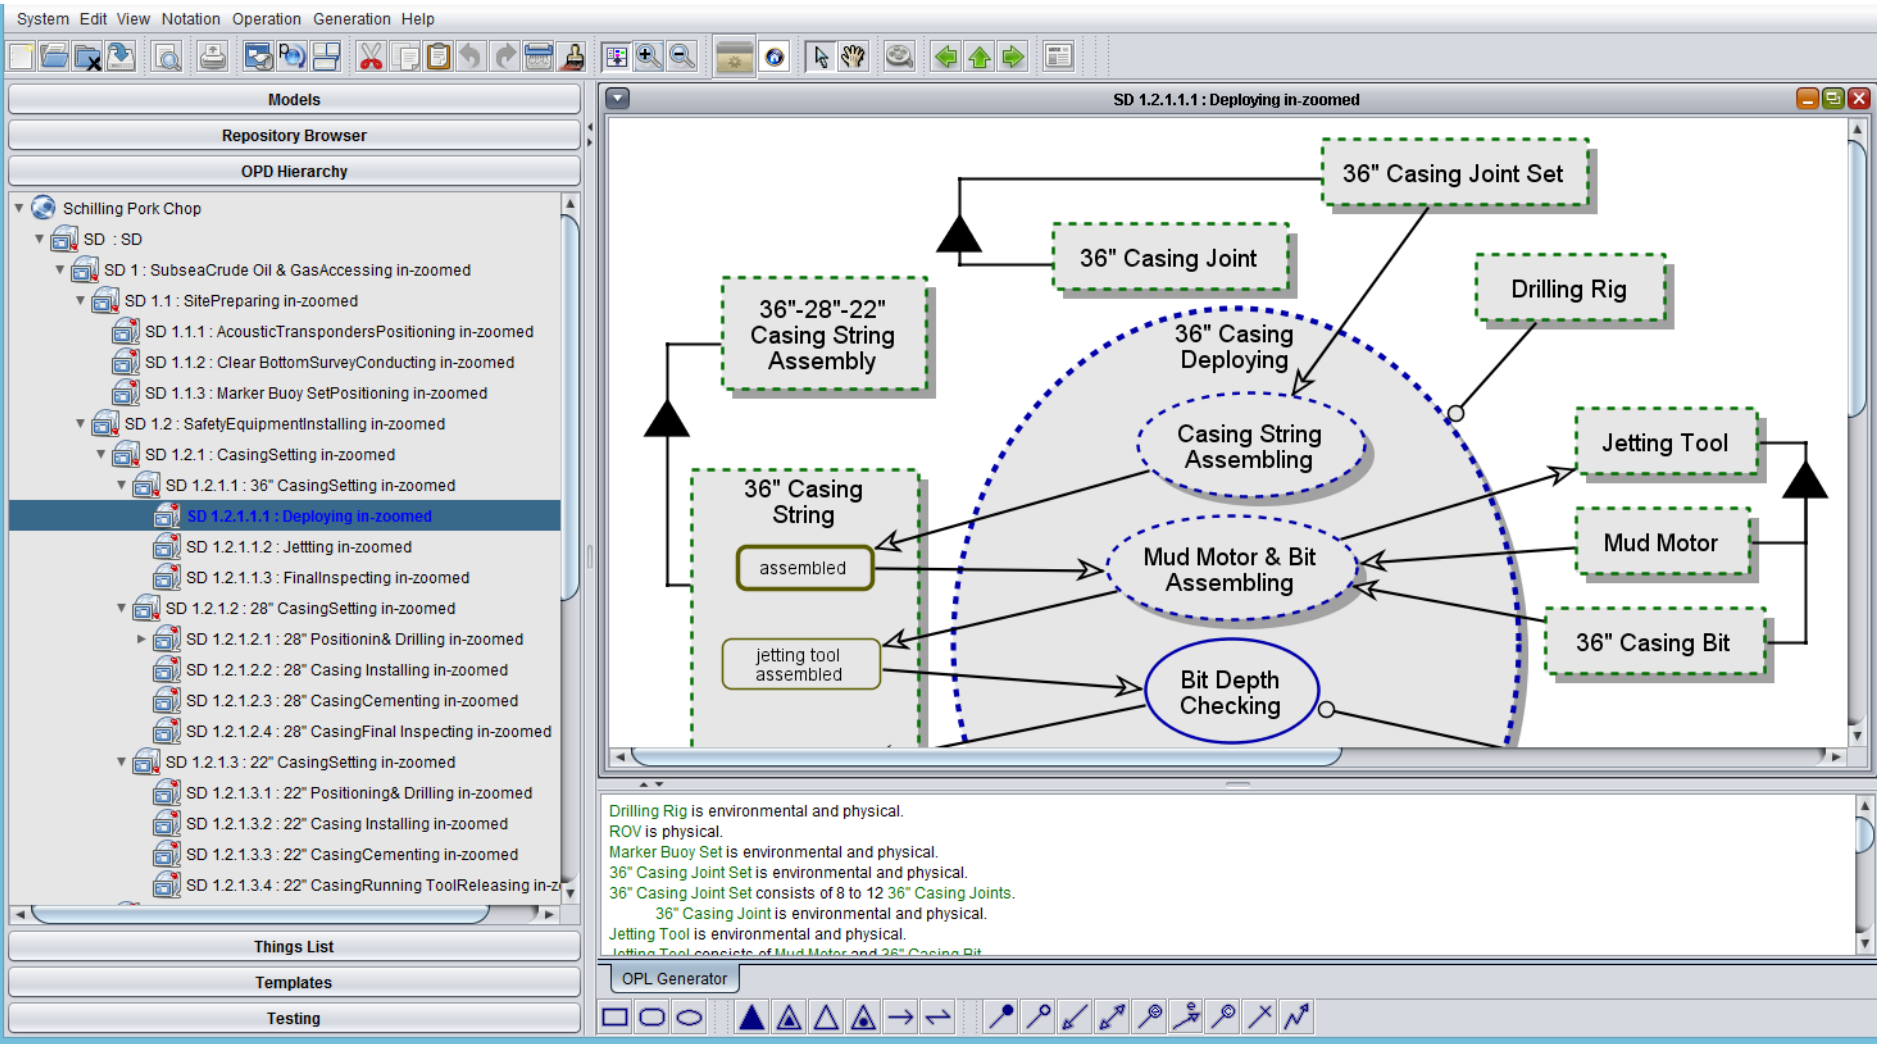 System Edit View Notation Operation Generation Help
Models
Repository Browser
OPD Hierarchy
Schilling Pork Chop
SD : SD
SD 1 : SubseaCrude Oil & GasAccessing in-zoomed
SD 1.1 : SitePreparing in-zoomed
SD 1.1.1 : AcousticTranspondersPositioning in-zoomed
SD 1.1.2 : Clear BottomSurveyConducting in-zoomed
SD 1.1.3 : Marker Buoy SetPositioning in-zoomed
SD 1.2 : SafetyEquipmentInstalling in-zoomed
SD 1.2.1 : CasingSetting in-zoomed
SD 1.2.1.1 : 36" CasingSetting in-zoomed
SD 1.2.1.1.1 : Deploying in-zoomed
SD 1.2.1.1.2 : Jettting in-zoomed
SD 1.2.1.1.3 : FinalInspecting in-zoomed
SD 1.2.1.2 : 28" CasingSetting in-zoomed
SD 1.2.1.2.1 : 28" Positionin& Drilling in-zoomed
SD 1.2.1.2.2 : 28" Casing Installing in-zoomed
SD 1.2.1.2.3 : 28" CasingCementing in-zoomed
SD 1.2.1.2.4 : 28" CasingFinal Inspecting in-zoomed
SD 1.2.1.3 : 22" CasingSetting in-zoomed
SD 1.2.1.3.1 : 22" Positioning& Drilling in-zoomed
SD 1.2.1.3.2 : 22" Casing Installing in-zoomed
SD 1.2.1.3.3 : 22" CasingCementing in-zoomed
SD 1.2.1.3.4 : 22" CasingRunning ToolReleasing in-z
Things List
Templates
Testing
SD 1.2.1.1.1 : Deploying in-zoomed
36" Casing Joint Set
36" Casing Joint
Drilling Rig
36"-28"-22"
Casing String
Assembly
36" Casing
Deploying
Casing String
Assembling
Jetting Tool
36" Casing
String
assembled
Mud Motor & Bit
Assembling
Mud Motor
jetting tool
assembled
36" Casing Bit
Bit Depth
Checking
Drilling Rig is environmental and physical.
ROV is physical.
Marker Buoy Set is environmental and physical.
36" Casing Joint Set is environmental and physical.
36" Casing Joint Set consists of 8 to 12 36" Casing Joints.
36" Casing Joint is environmental and physical.
Jetting Tool is environmental and physical.
Jetting Tool consists of Mud Motor and 36" Casing Bit
OPL Generator